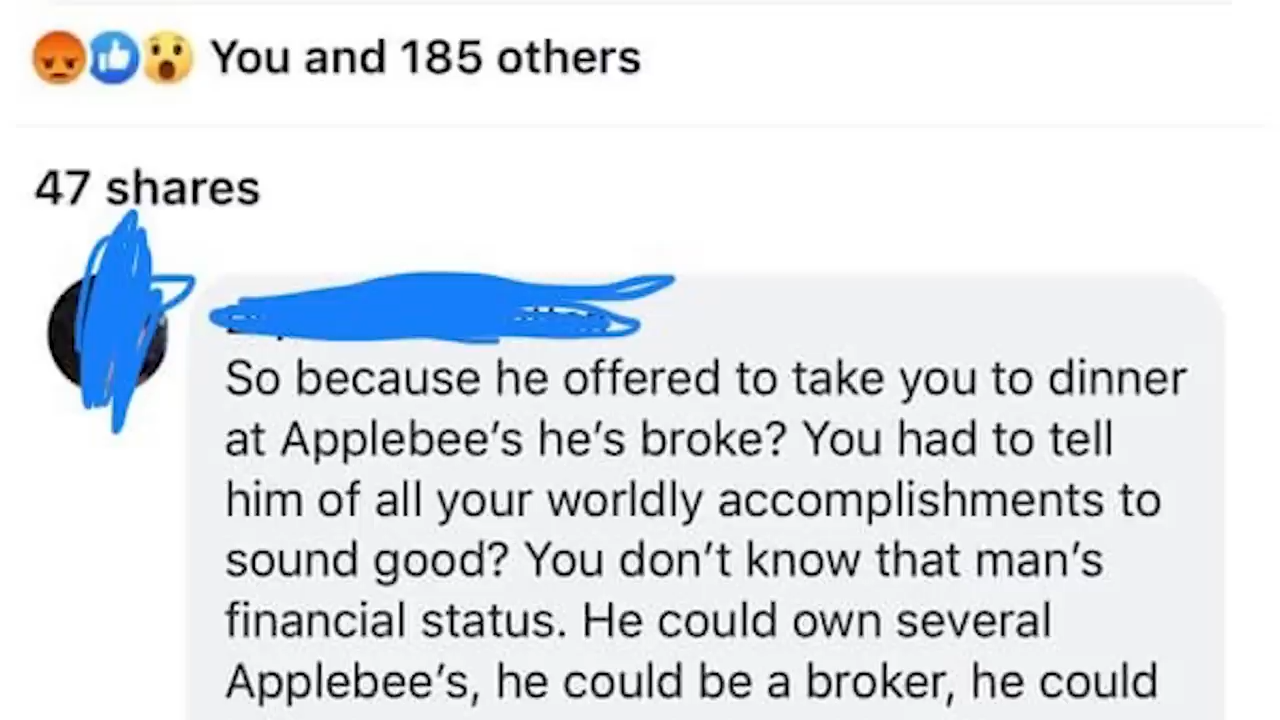 You and 185 others
47 shares
So because he offered to take you to dinner
at Applebee's he's broke? You had to tell
him of all your worldly accomplishments to
sound good? You don't know that man's
financial status. He could own several
Applebee's, he could be a broker, he could